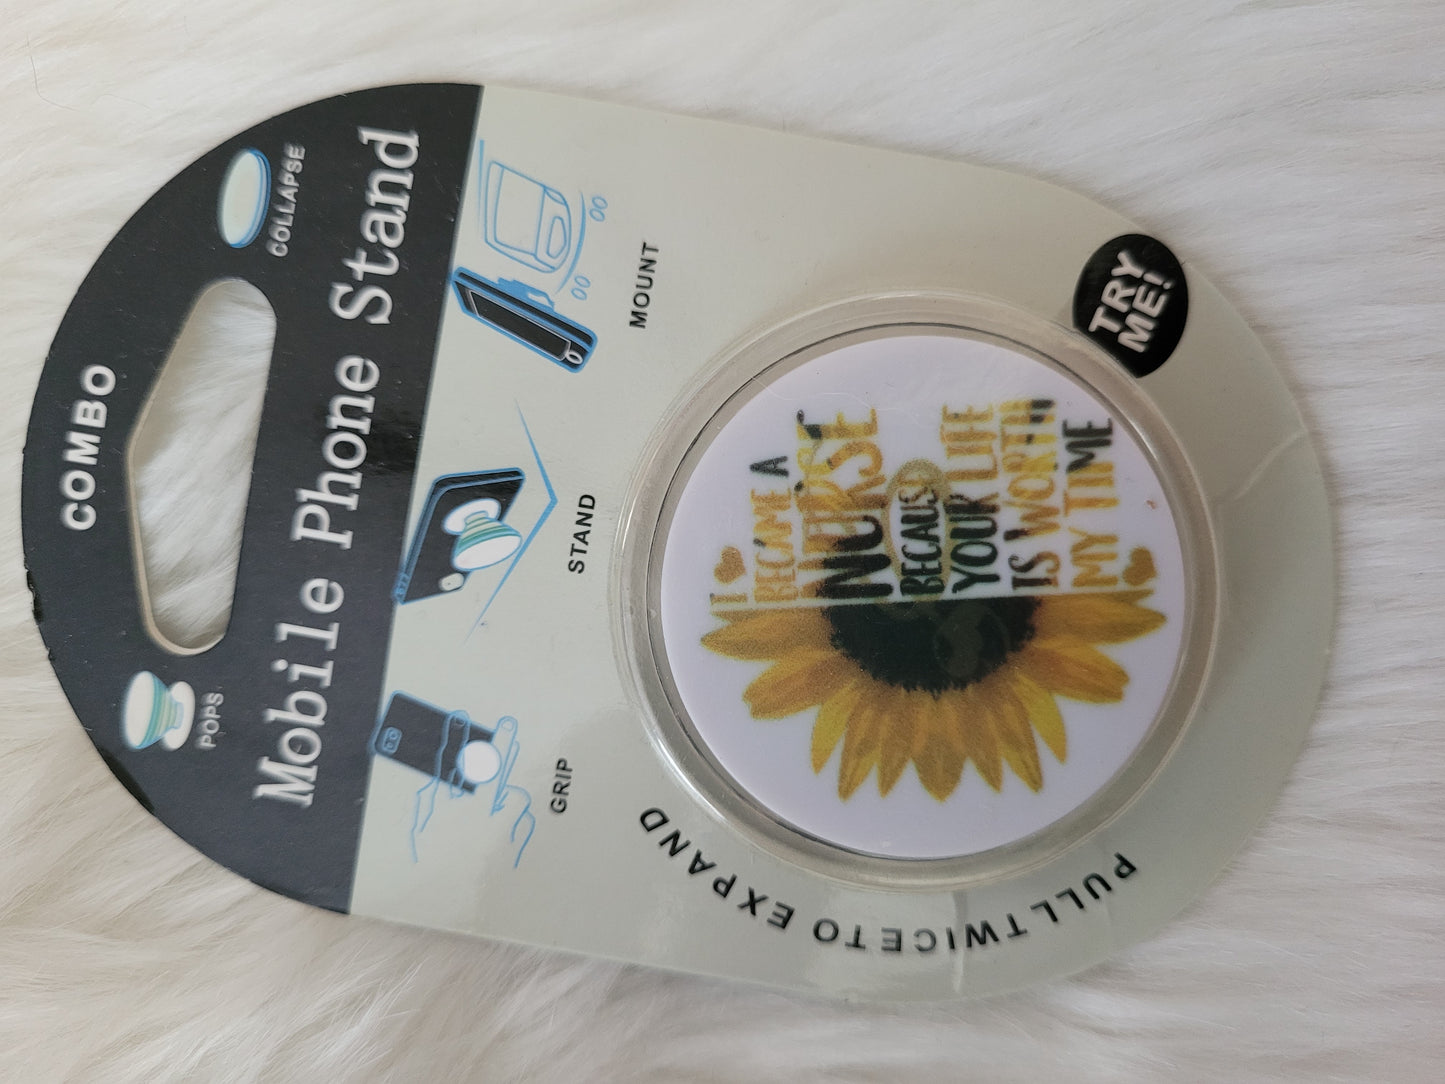 COMBO
POPS
COLLAPSE
Mobile Phone Stand
GRIP
STAND
MOUNT
TRY
ME!
I
BECAME A
NURSE
BECAUSE
YOUR LIFE
IS WORTH
MY TIME
PULL TWICE TO EXPAND